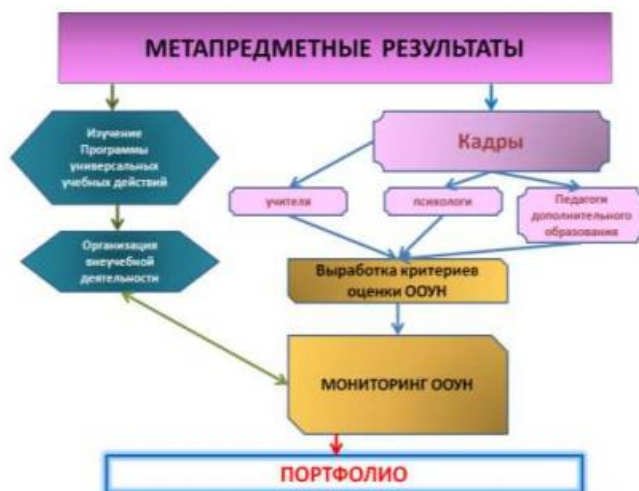 МЕТАПРЕДМЕТНЫЕ РЕЗУЛЬТАТЫ
Изучение
Программы
универсальных
учебных действий
Кадры
учителя
психологи
Педагоги
дополнительного
образования
Организация
внеучебной
деятельности
Выработка критериев
оценки ООУН
МОНИТОРИНГ ООУН
ПОРТФОЛИО